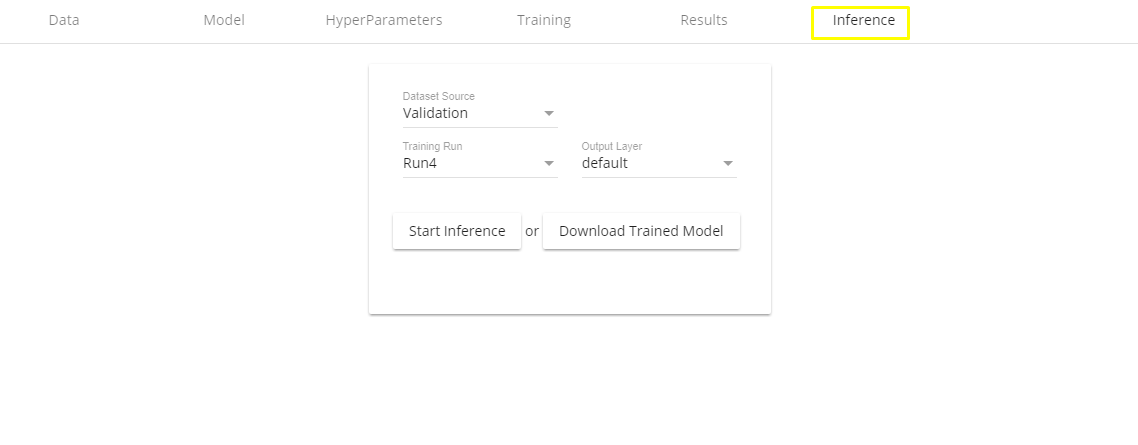 Data Model HyperParameters Training Results Inference
Dataset Source
Validation
Training Run Output Layer
Run4 default
Start Inference or Download Trained Model